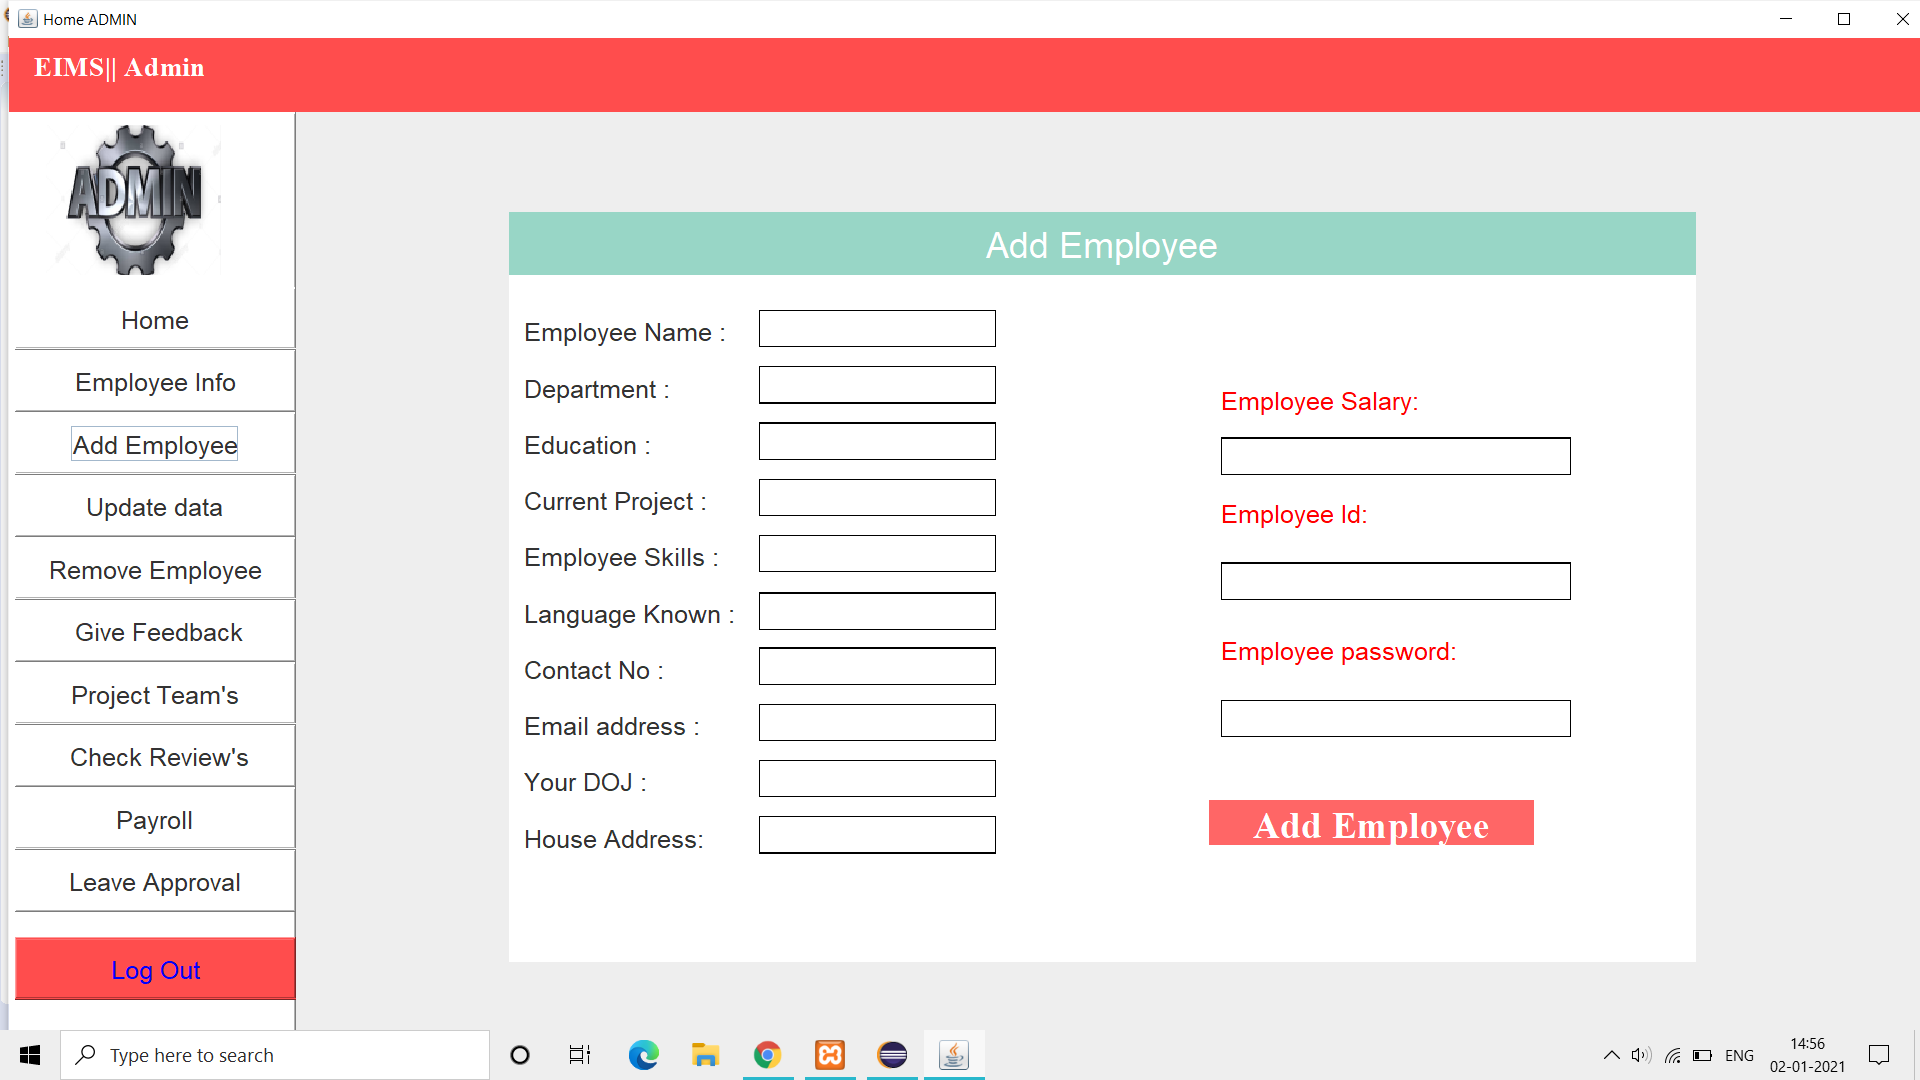 Home ADMIN
EIMS|| Admin
ADMIN
Home
Employee Info
Add Employee
Update data
Remove Employee
Give Feedback
Project Team's
Check Review's
Payroll
Leave Approval
Log Out
Add Employee
Employee Name :
Department :
Education :
Current Project :
Employee Skills :
Language Known :
Contact No :
Email address :
Your DOJ :
House Address:
Employee Salary:
Employee Id:
Employee password:
Add Employee
Type here to search
ENG
14:56
02-01-2021